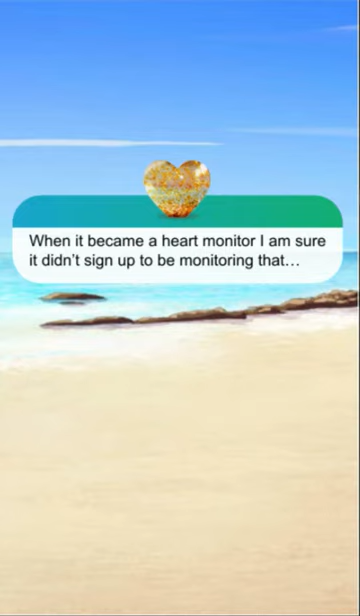 When it became a heart monitor I am sure
it didn't sign up to be monitoring that...